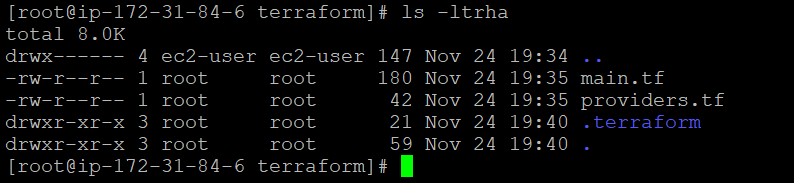 [root@ip-172-31-84-6 terraform]# ls -ltrha
total 8.0K
drwx------ 4 ec2-user ec2-user 147 Nov 24 19:34 ..
-rw-r--r-- 1 root     root     180 Nov 24 19:35 main.tf
-rw-r--r-- 1 root     root      42 Nov 24 19:35 providers.tf
drwxr-xr-x 3 root     root      21 Nov 24 19:40 .terraform
drwxr-xr-x 3 root     root      59 Nov 24 19:40 .
[root@ip-172-31-84-6 terraform]#